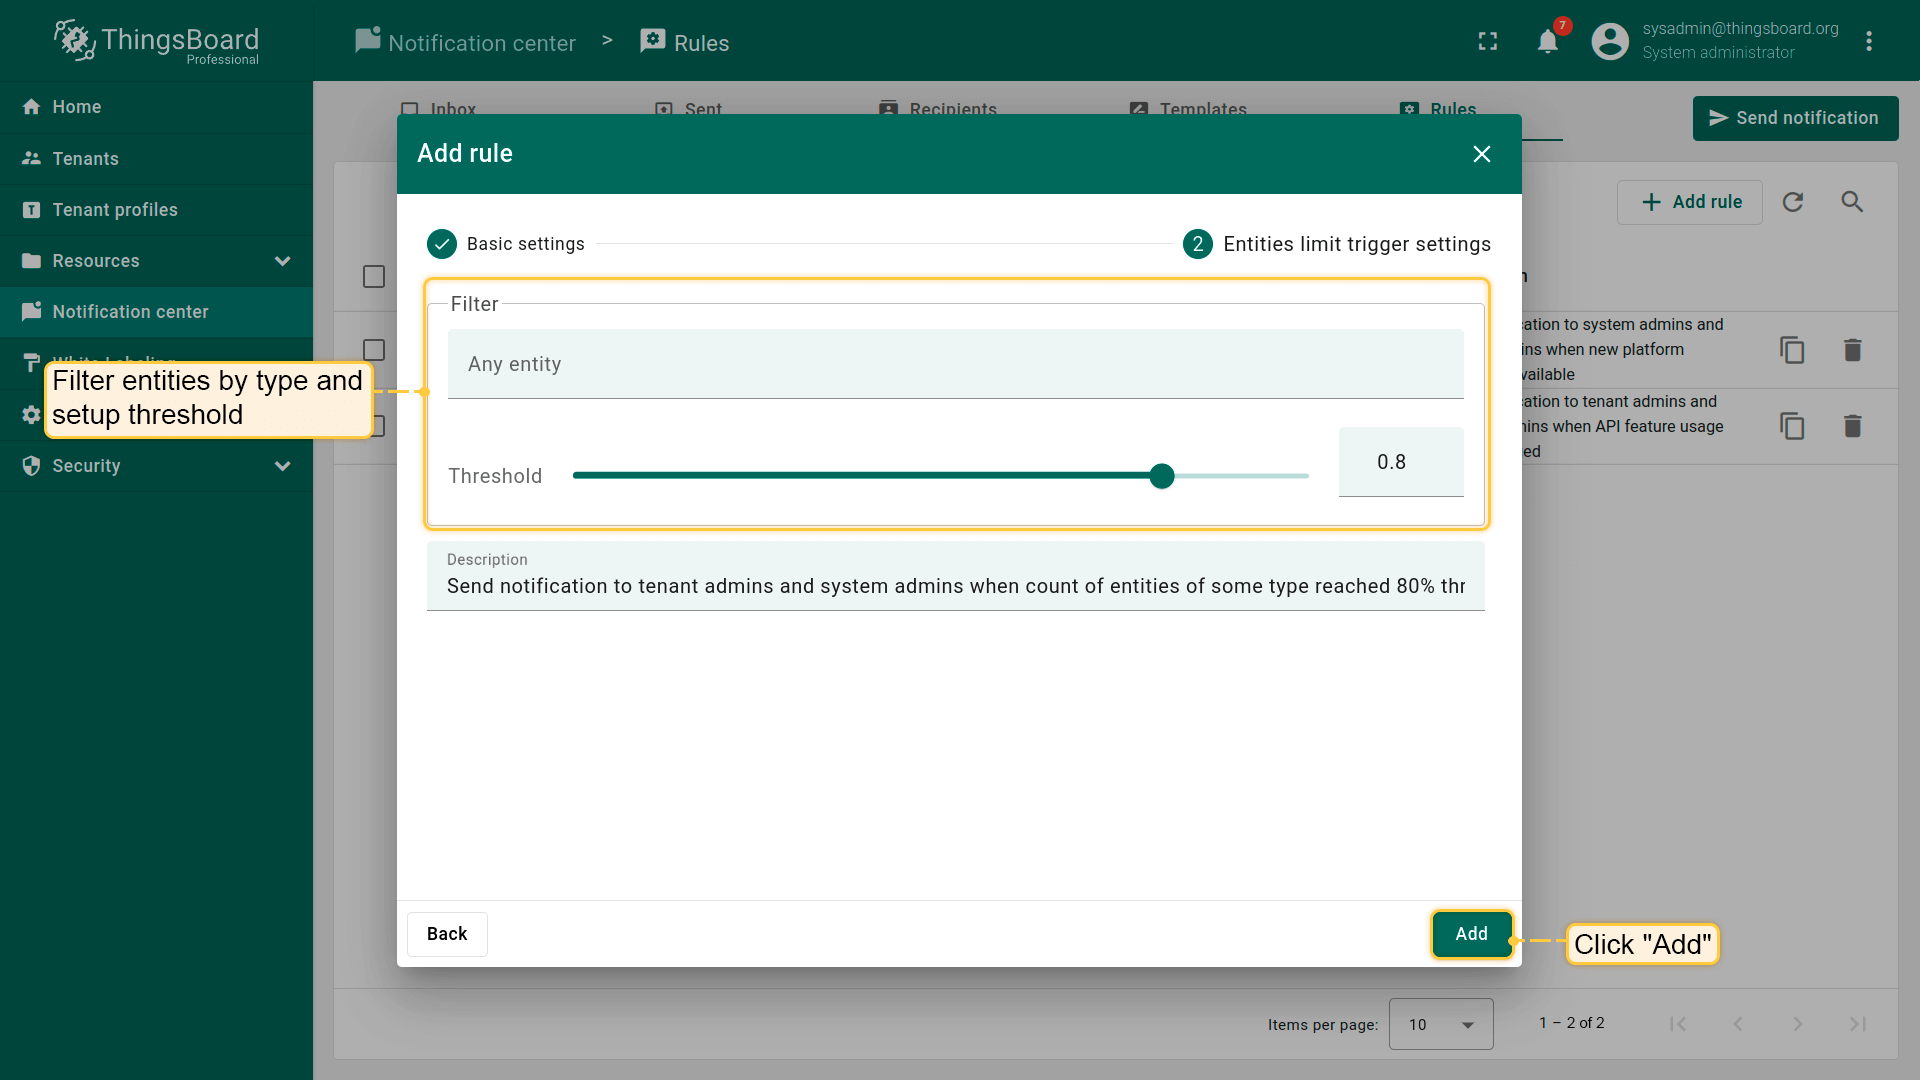 ThingsBoard
Professional
Notification center > Rules
7
sysadmin@thingsboard.org
System administrator
Home
Tenants
Tenant profiles
Resources
Notification center
White Labeling
Security
Inbox
Sent
Recipients
Templates
Rules
Send notification
Add rule
Add rule
Basic settings
2 Entities limit trigger settings
Filter
Any entity
Threshold
0.8
Description
Send notification to tenant admins and system admins when count of entities of some type reached 80% thr
Filter entities by type and
setup threshold
n
cation to system admins and
ins when new platform
vailable
cation to tenant admins and
ins when API feature usage
ed
Back
Add
Click "Add"
Items per page:
10
1 – 2 of 2